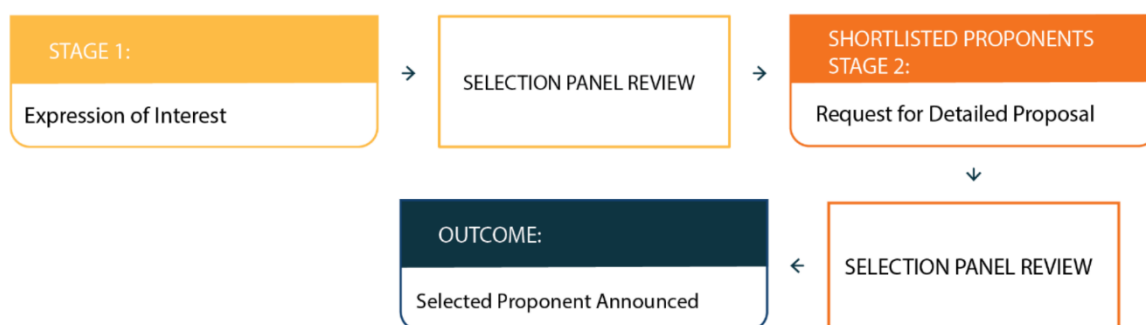 STAGE 1:
Expression of Interest
SELECTION PANEL REVIEW
SHORTLISTED PROPONENTS
STAGE 2:
Request for Detailed Proposal
SELECTION PANEL REVIEW
OUTCOME:
Selected Proponent Announced